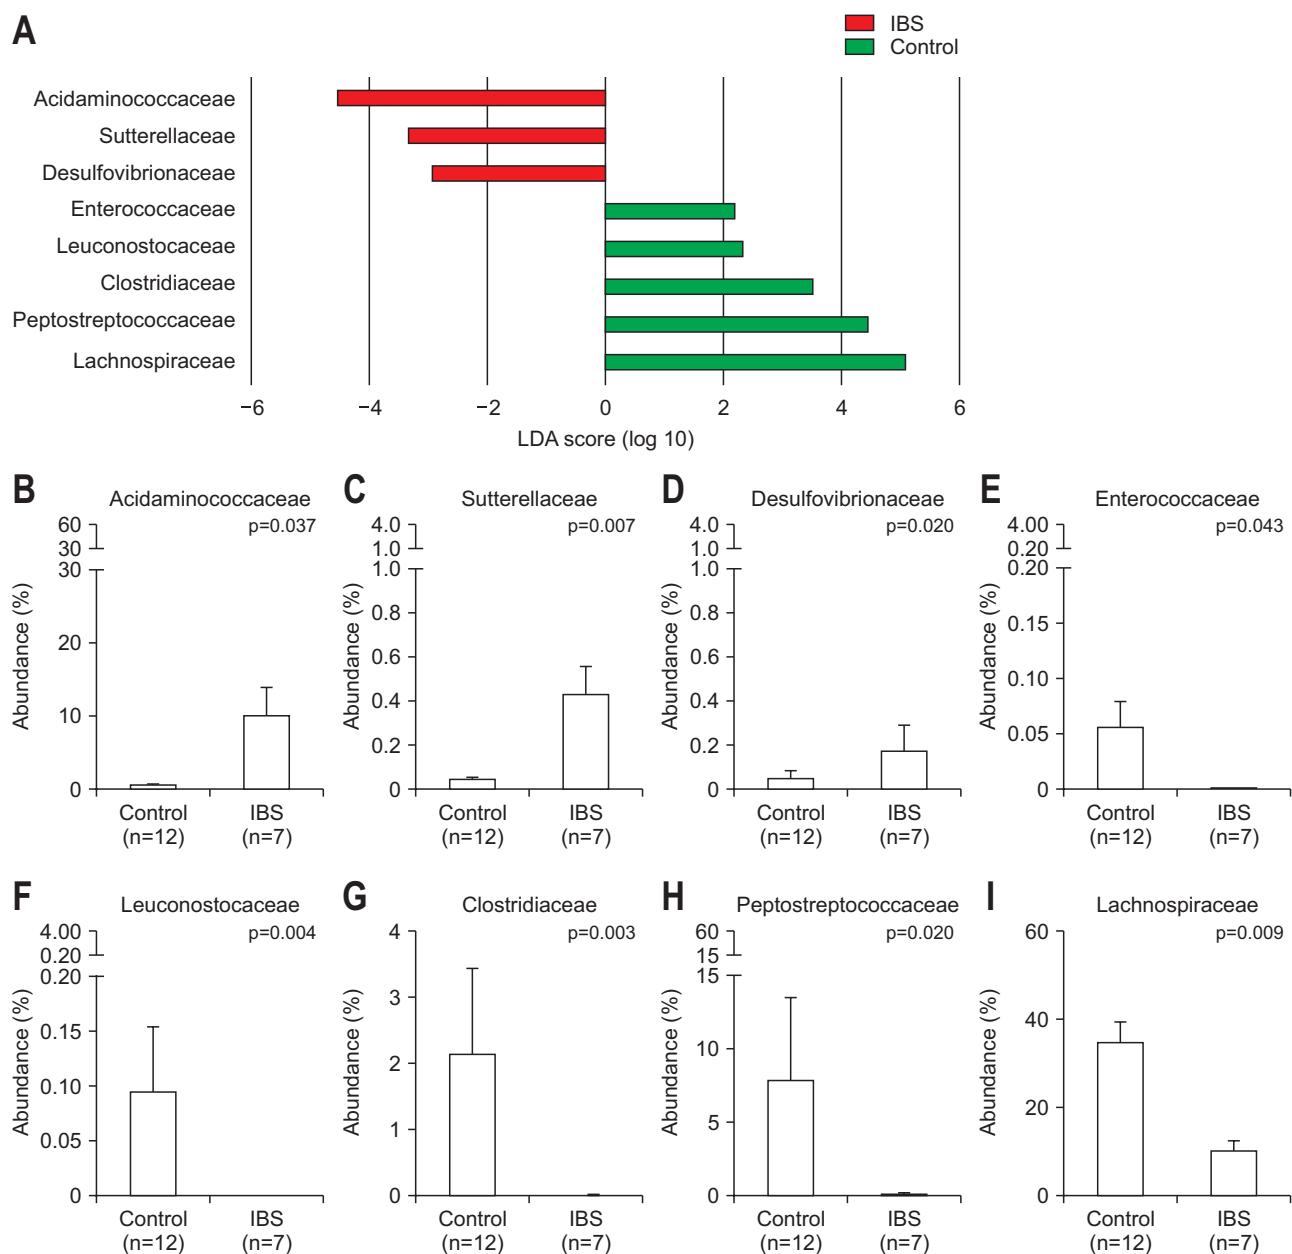 A
IBS
Control
Acidaminococcaceae
Sutterellaceae
Desulfovibrionaceae
Enterococcaceae
Leuconostocaceae
Clostridiaceae
Peptostreptococcaceae
Lachnospiraceae
−6 −4 −2 0 2 4 6
LDA score (log 10)
B
Acidaminococcaceae
p=0.037
60
30
30
20
10
0
Abundance (%)
Control IBS
(n=12) (n=7)
C
Sutterellaceae
p=0.007
4.0
1.0
1.0
0.8
0.6
0.4
0.2
0
Abundance (%)
Control IBS
(n=12) (n=7)
D
Desulfovibrionaceae
p=0.020
4.0
1.0
1.0
0.8
0.6
0.4
0.2
0
Abundance (%)
Control IBS
(n=12) (n=7)
E
Enterococcaceae
p=0.043
4.00
0.20
0.20
0.15
0.10
0.05
0
Abundance (%)
Control IBS
(n=12) (n=7)
F
Leuconostocaceae
p=0.004
4.00
0.20
0.20
0.15
0.10
0.05
0
Abundance (%)
Control IBS
(n=12) (n=7)
G
Clostridiaceae
p=0.003
4
3
2
1
0
Abundance (%)
Control IBS
(n=12) (n=7)
H
Peptostreptococcaceae
p=0.020
60
15
15
10
5
0
Abundance (%)
Control IBS
(n=12) (n=7)
I
Lachnospiraceae
p=0.009
60
40
20
0
Abundance (%)
Control IBS
(n=12) (n=7)